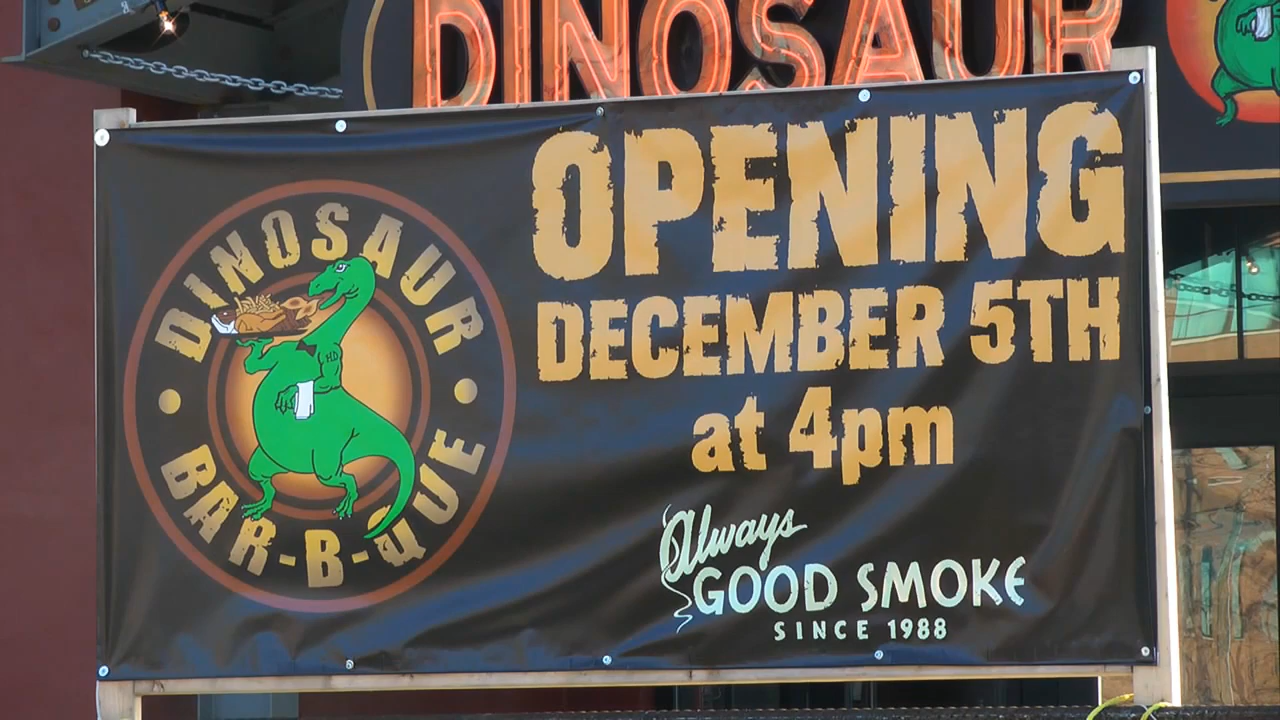 DINOSAUR
OPENING
DECEMBER 5TH
at 4pm
DINOSAUR
BAR-B-QUE
H.D.
Always
GOOD SMOKE
SINCE 1988